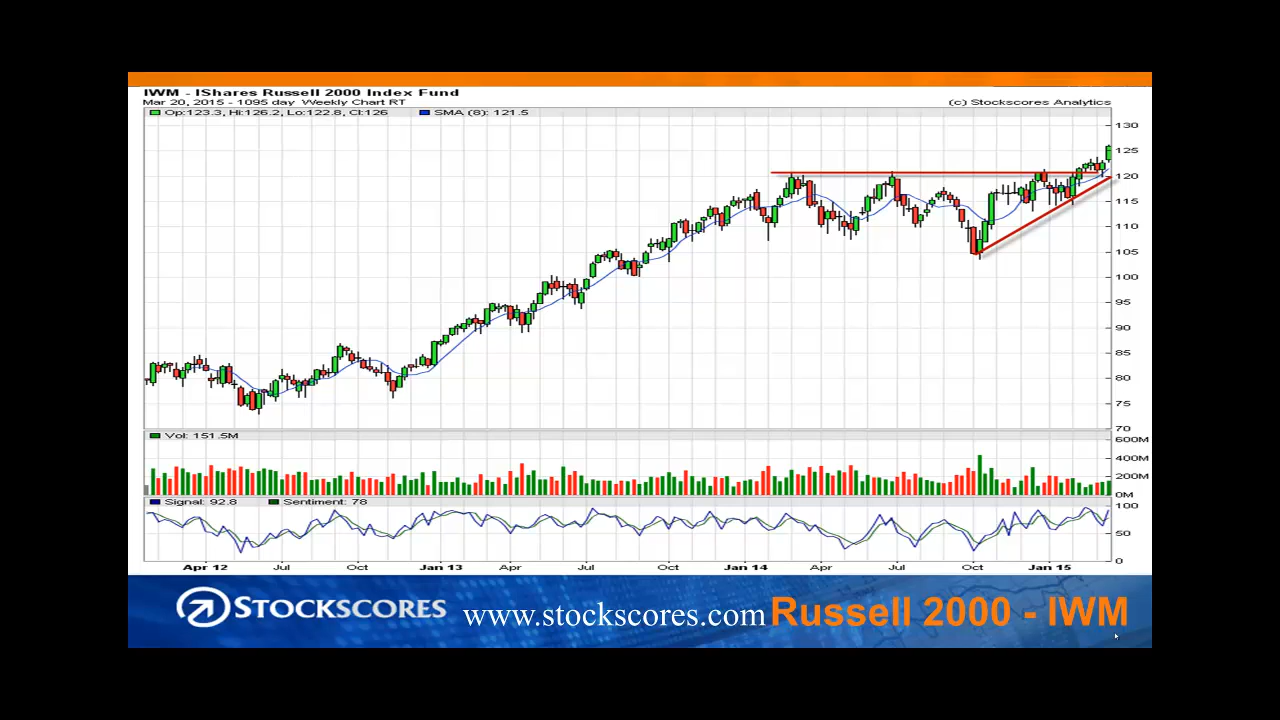 IWM - IShares Russell 2000 Index Fund
Mar 20, 2015 - 1095 day Weekly Chart RT (c) Stockscores Analytics
Op:123.3, Hi:126.2, Lo:122.8, Cl:126 SMA (8): 121.5
130
125
120
115
110
105
100
95
90
85
80
75
70
Vol: 151.5M
600M
400M
200M
0M
Signal: 92.8 Sentiment: 78
100
50
0
Apr 12 Jul Oct Jan 13 Apr Jul Oct Jan 14 Apr Jul Oct Jan 15
STOCKSCORES www.stockscores.com Russell 2000 - IWM